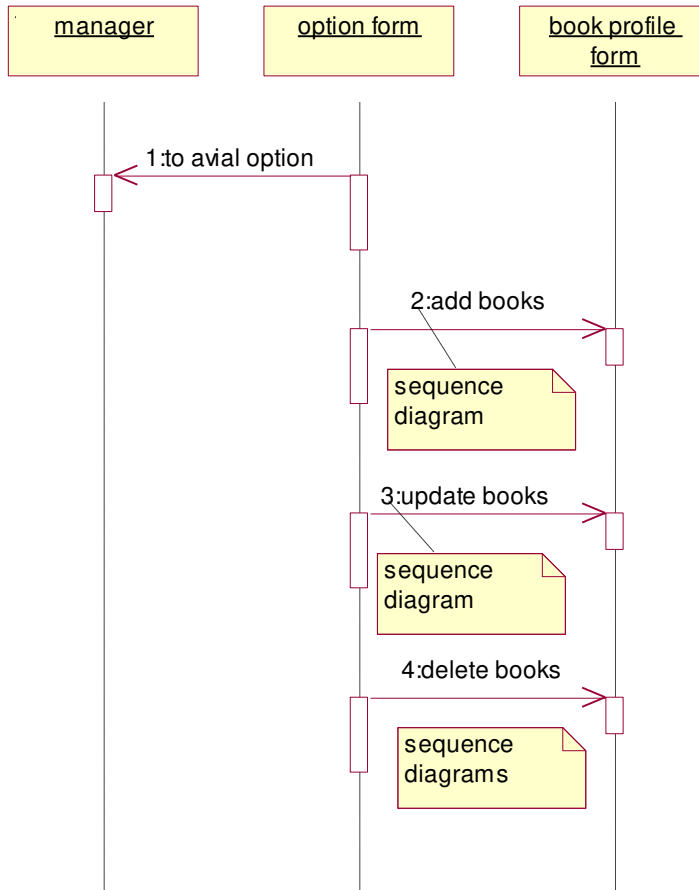 manager
option form
book profile
form
1:to avial option
2:add books
sequence
diagram
3:update books
sequence
diagram
4:delete books
sequence
diagrams